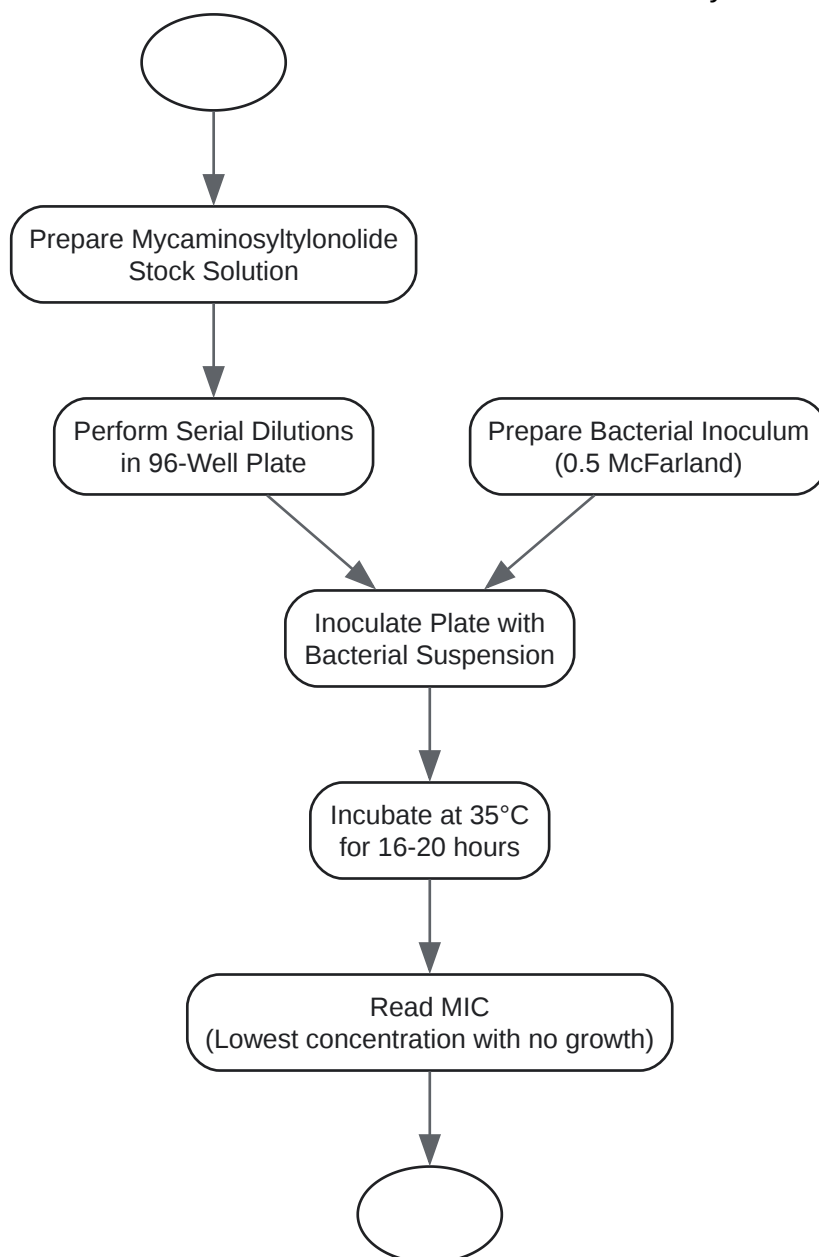 Prepare Mycaminosyltylonolide
Stock Solution
Perform Serial Dilutions
in 96-Well Plate
Prepare Bacterial Inoculum
(0.5 McFarland)
Inoculate Plate with
Bacterial Suspension
Incubate at 35°C
for 16-20 hours
Read MIC
(Lowest concentration with no growth)